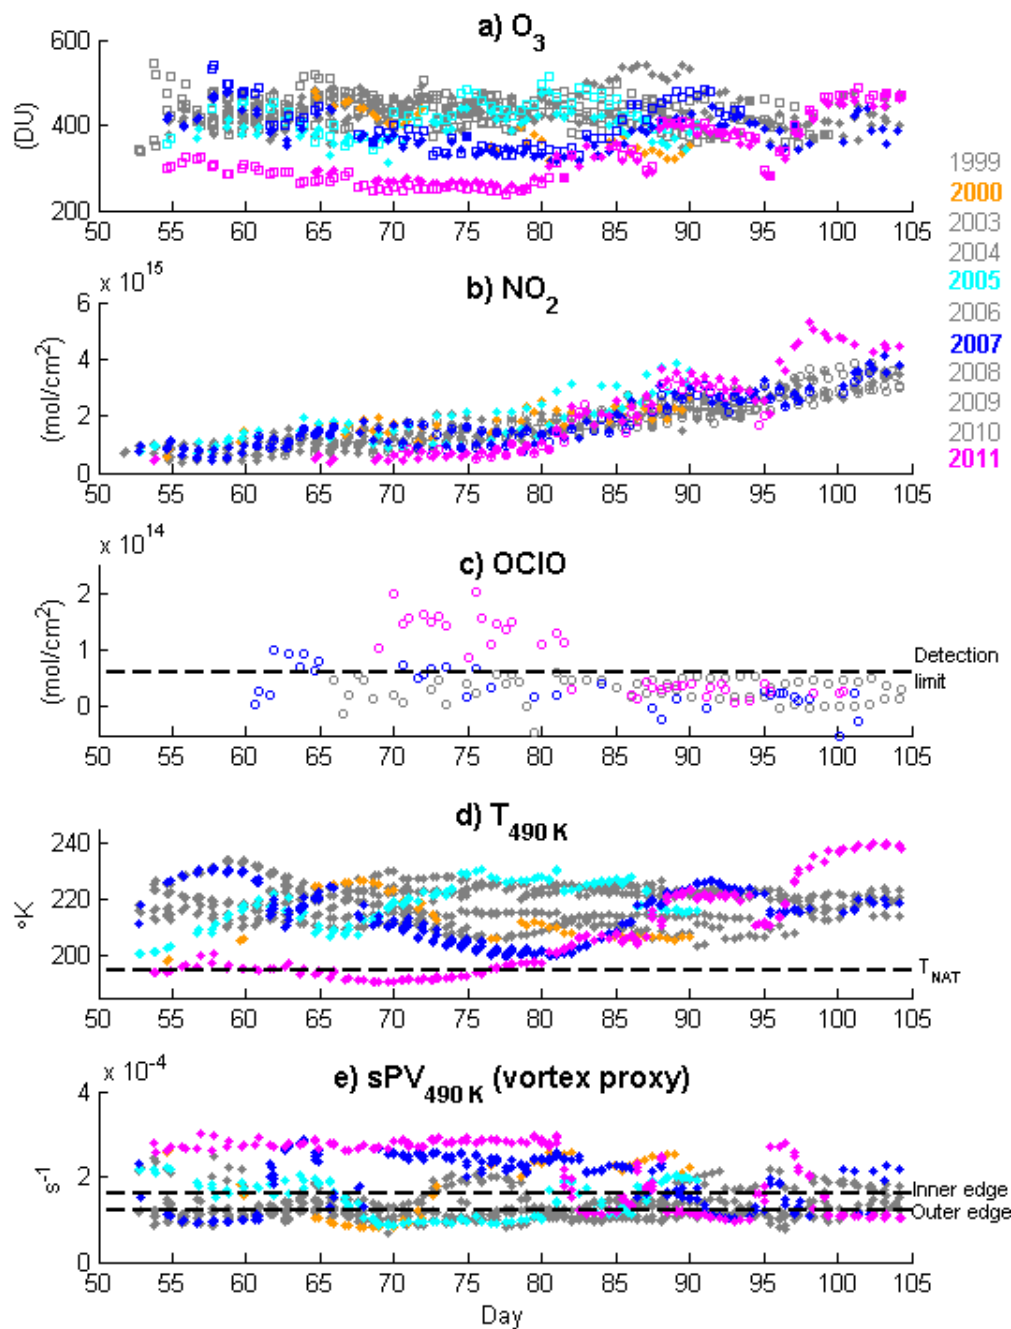 a) O3
600
400
200
(DU)
50 55 60 65 70 75 80 85 90 95 100 105
1999
2000
2003
2004
2005
2006
2007
2008
2009
2010
2011
x 10^15
b) NO2
6
4
2
0
(mol/cm2)
50 55 60 65 70 75 80 85 90 95 100 105
x 10^14
c) OClO
2
1
0
(mol/cm2)
Detection
limit
50 55 60 65 70 75 80 85 90 95 100 105
d) T490 K
240
220
200
°K
TNAT
50 55 60 65 70 75 80 85 90 95 100 105
x 10^-4
e) sPV490 K (vortex proxy)
4
2
0
s-1
Inner edge
Outer edge
50 55 60 65 70 75 80 85 90 95 100 105
Day